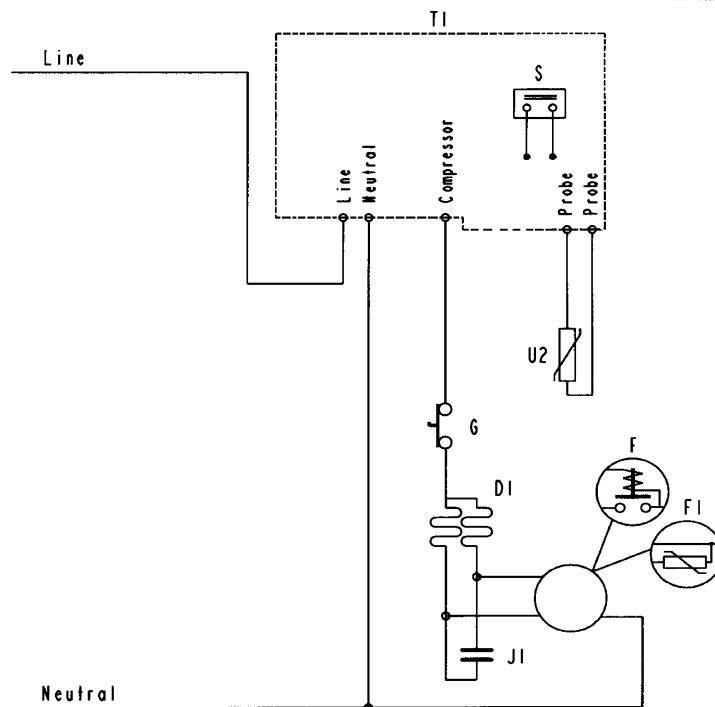 T1
Line
S
Line
Neutral
Compressor
Probe
Probe
U2
G
F
D1
F1
J1
Neutral